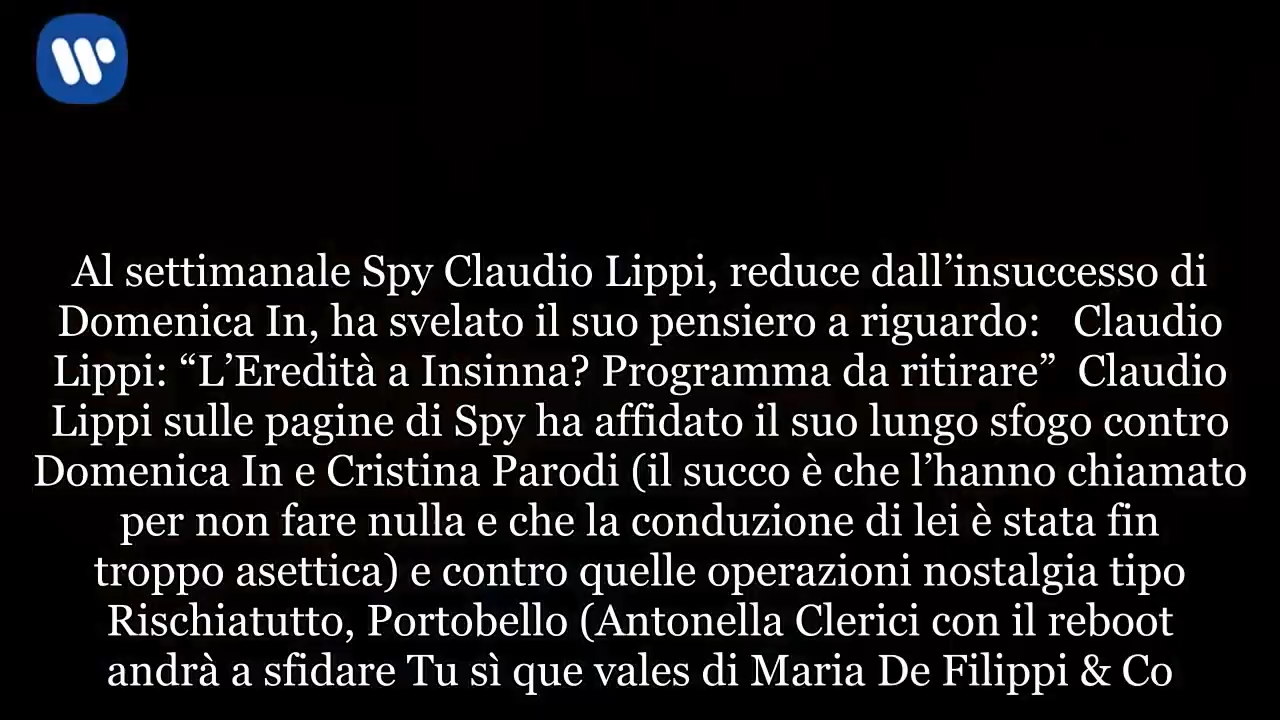 Al settimanale Spy Claudio Lippi, reduce dall’insuccesso di
Domenica In, ha svelato il suo pensiero a riguardo:   Claudio
Lippi: “L’Eredità a Insinna? Programma da ritirare”  Claudio
Lippi sulle pagine di Spy ha affidato il suo lungo sfogo contro
Domenica In e Cristina Parodi (il succo è che l’hanno chiamato
per non fare nulla e che la conduzione di lei è stata fin
troppo asettica) e contro quelle operazioni nostalgia tipo
Rischiatutto, Portobello (Antonella Clerici con il reboot
andrà a sfidare Tu sì que vales di Maria De Filippi & Co